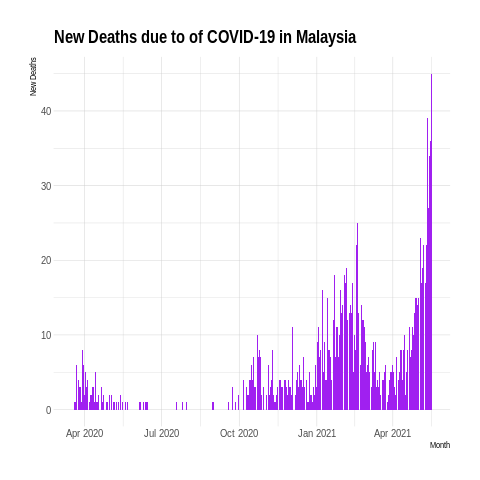 New Deaths due to of COVID-19 in Malaysia
New Deaths
40
30
20
10
0
Apr 2020 Jul 2020 Oct 2020 Jan 2021 Apr 2021
Month